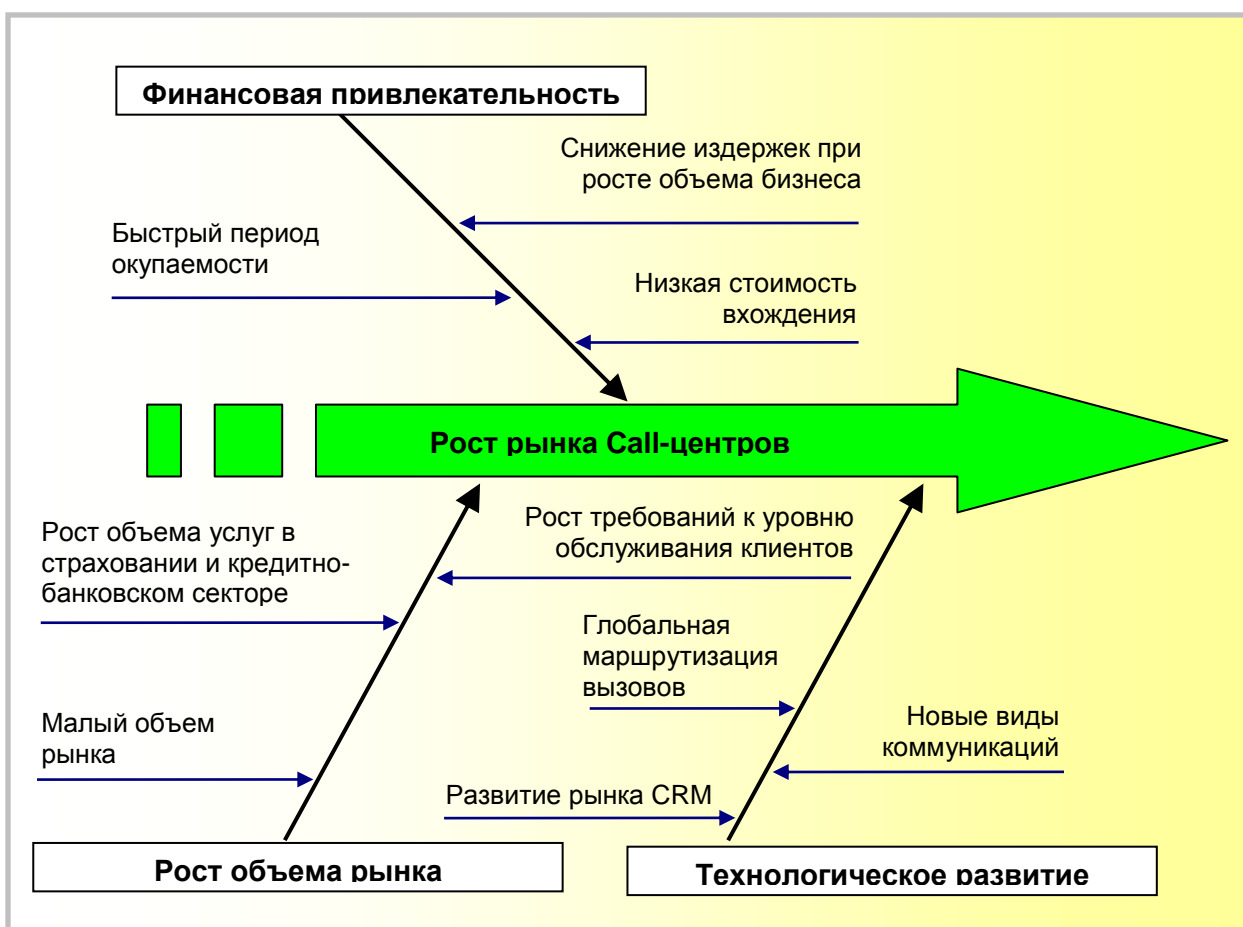 Финансовая привлекательность
Снижение издержек при
росте объема бизнеса
Быстрый период
окупаемости
Низкая стоимость
вхождения
Рост рынка Call-центров
Рост объема услуг в
страховании и кредитно-
банковском секторе
Рост требований к уровню
обслуживания клиентов
Глобальная
маршрутизация
вызовов
Малый объем
рынка
Новые виды
коммуникаций
Развитие рынка CRM
Рост объема рынка
Технологическое развитие